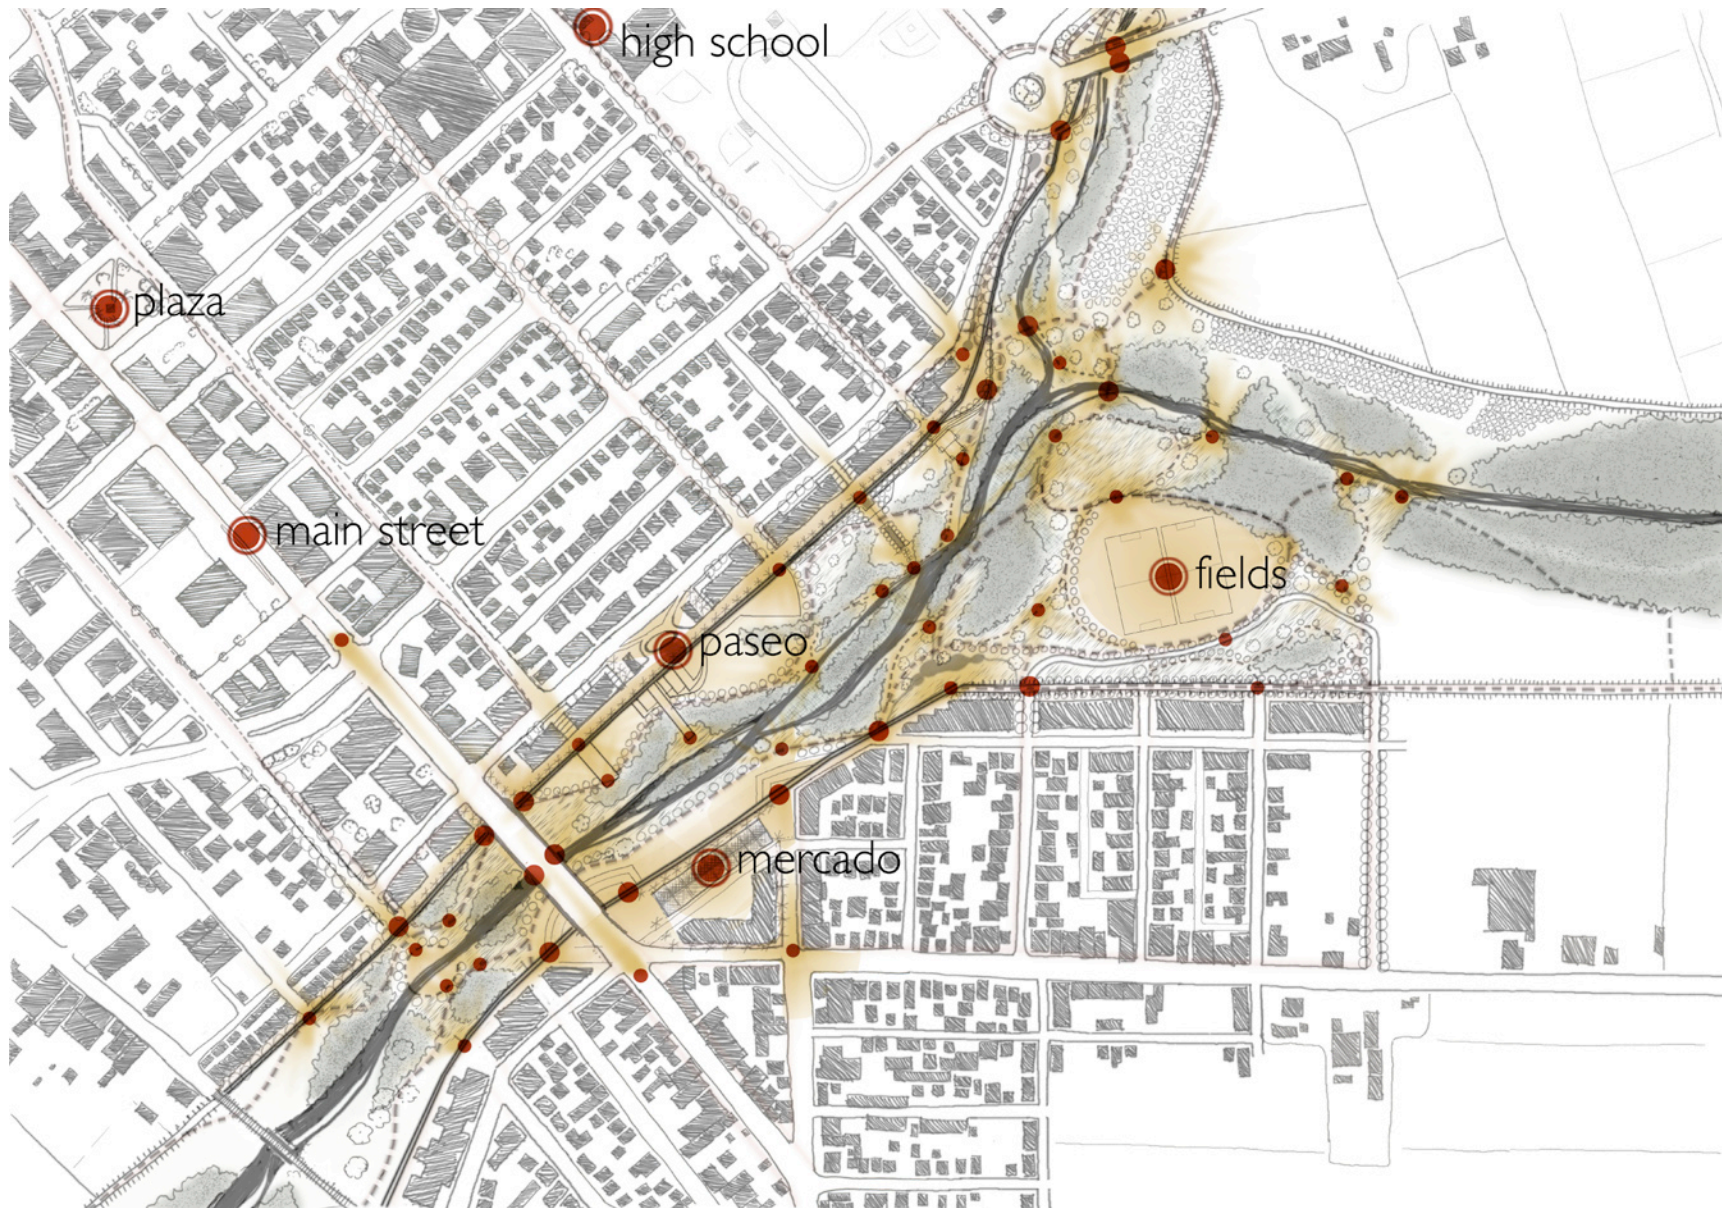 high school
plaza
main street
fields
paseo
mercado